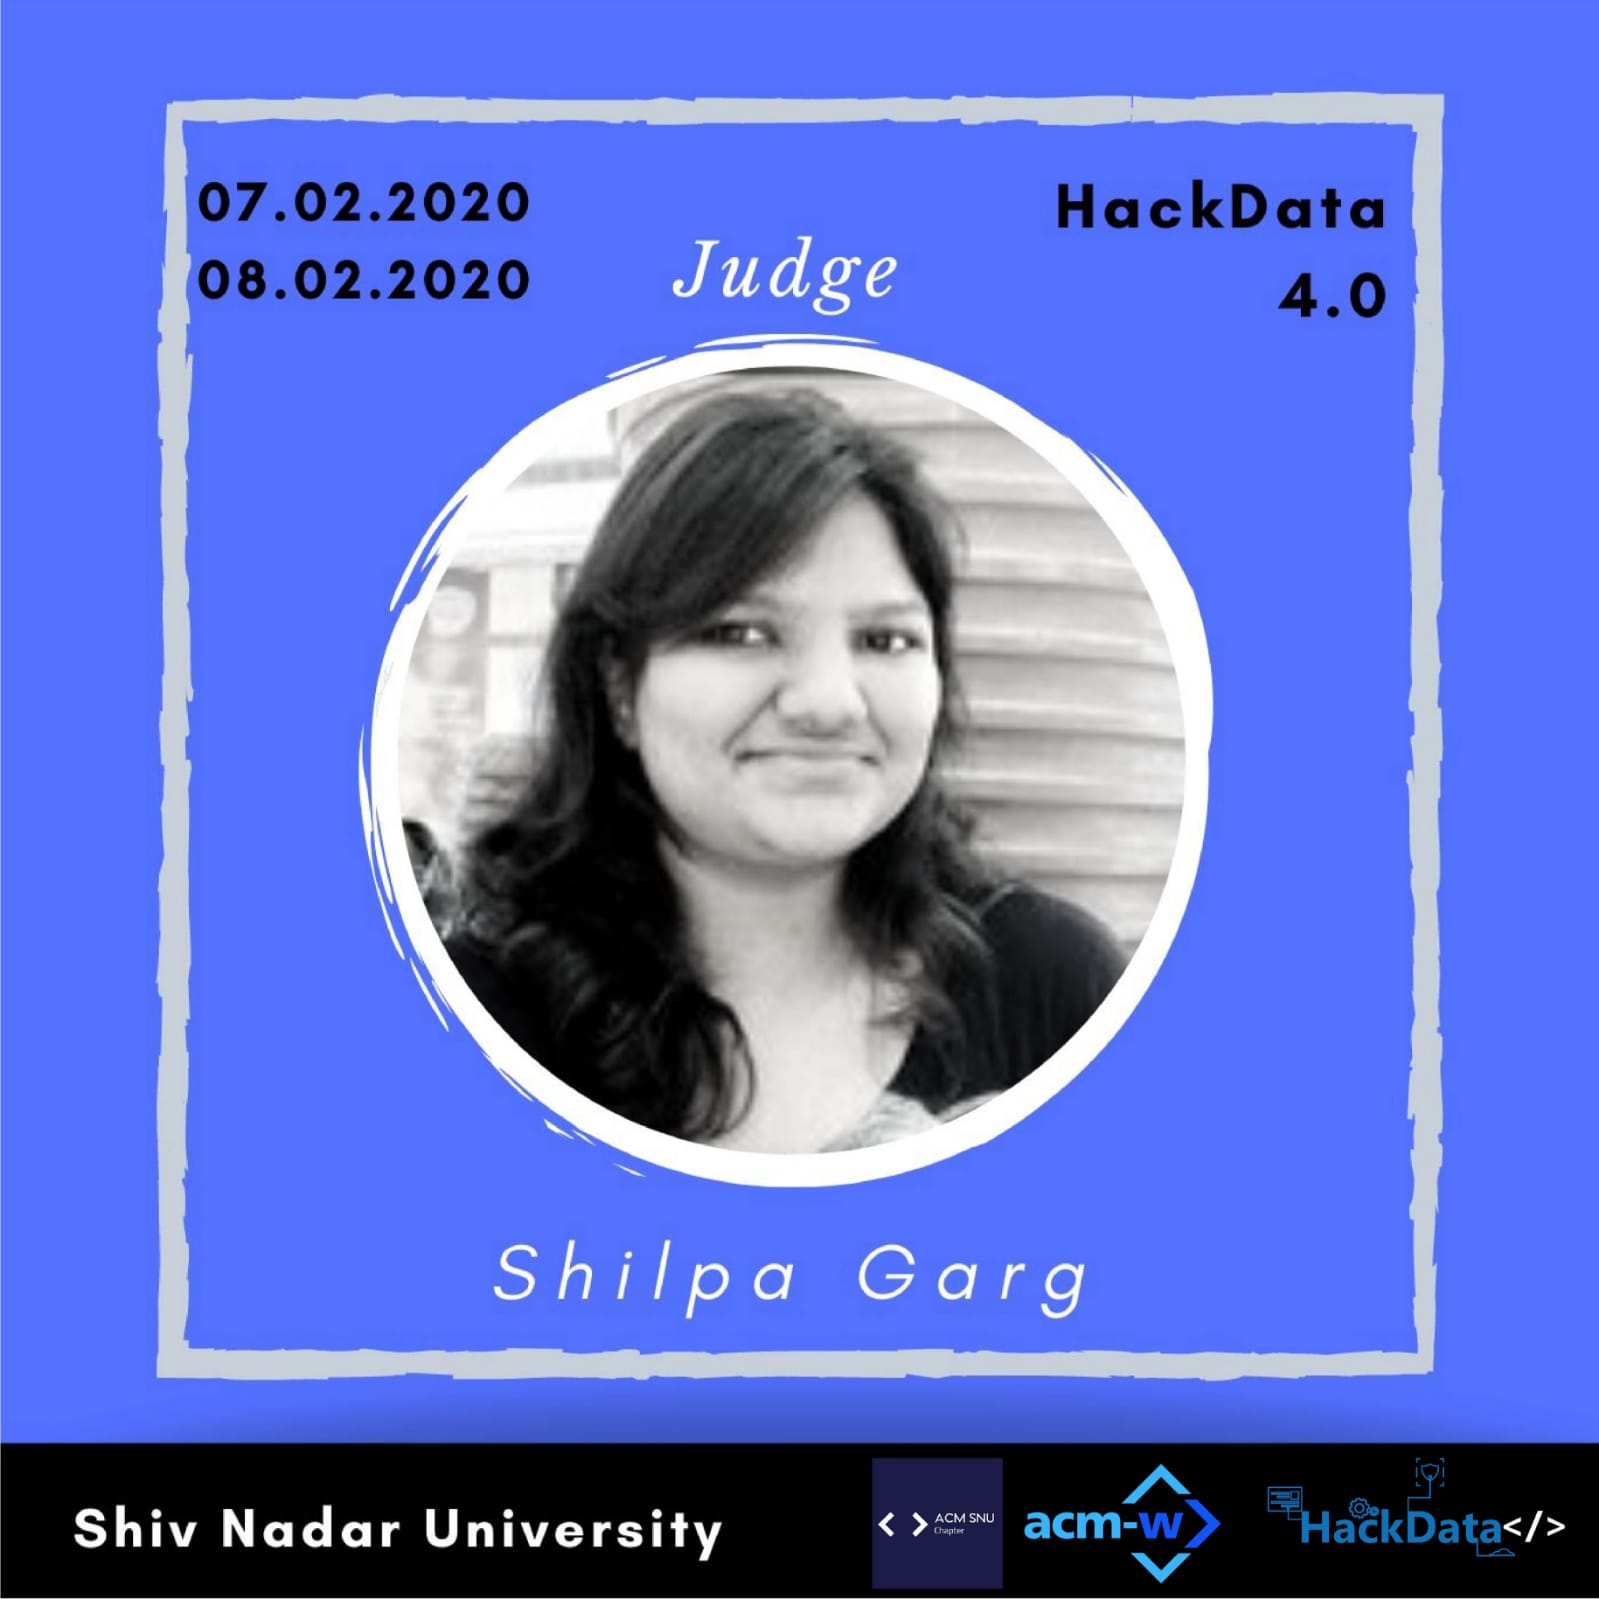 07.02.2020
08.02.2020
HackData
4.0
Judge
Shilpa Garg
Shiv Nadar University
< > ACM SNU
Chapter
acm-w
HackData</>